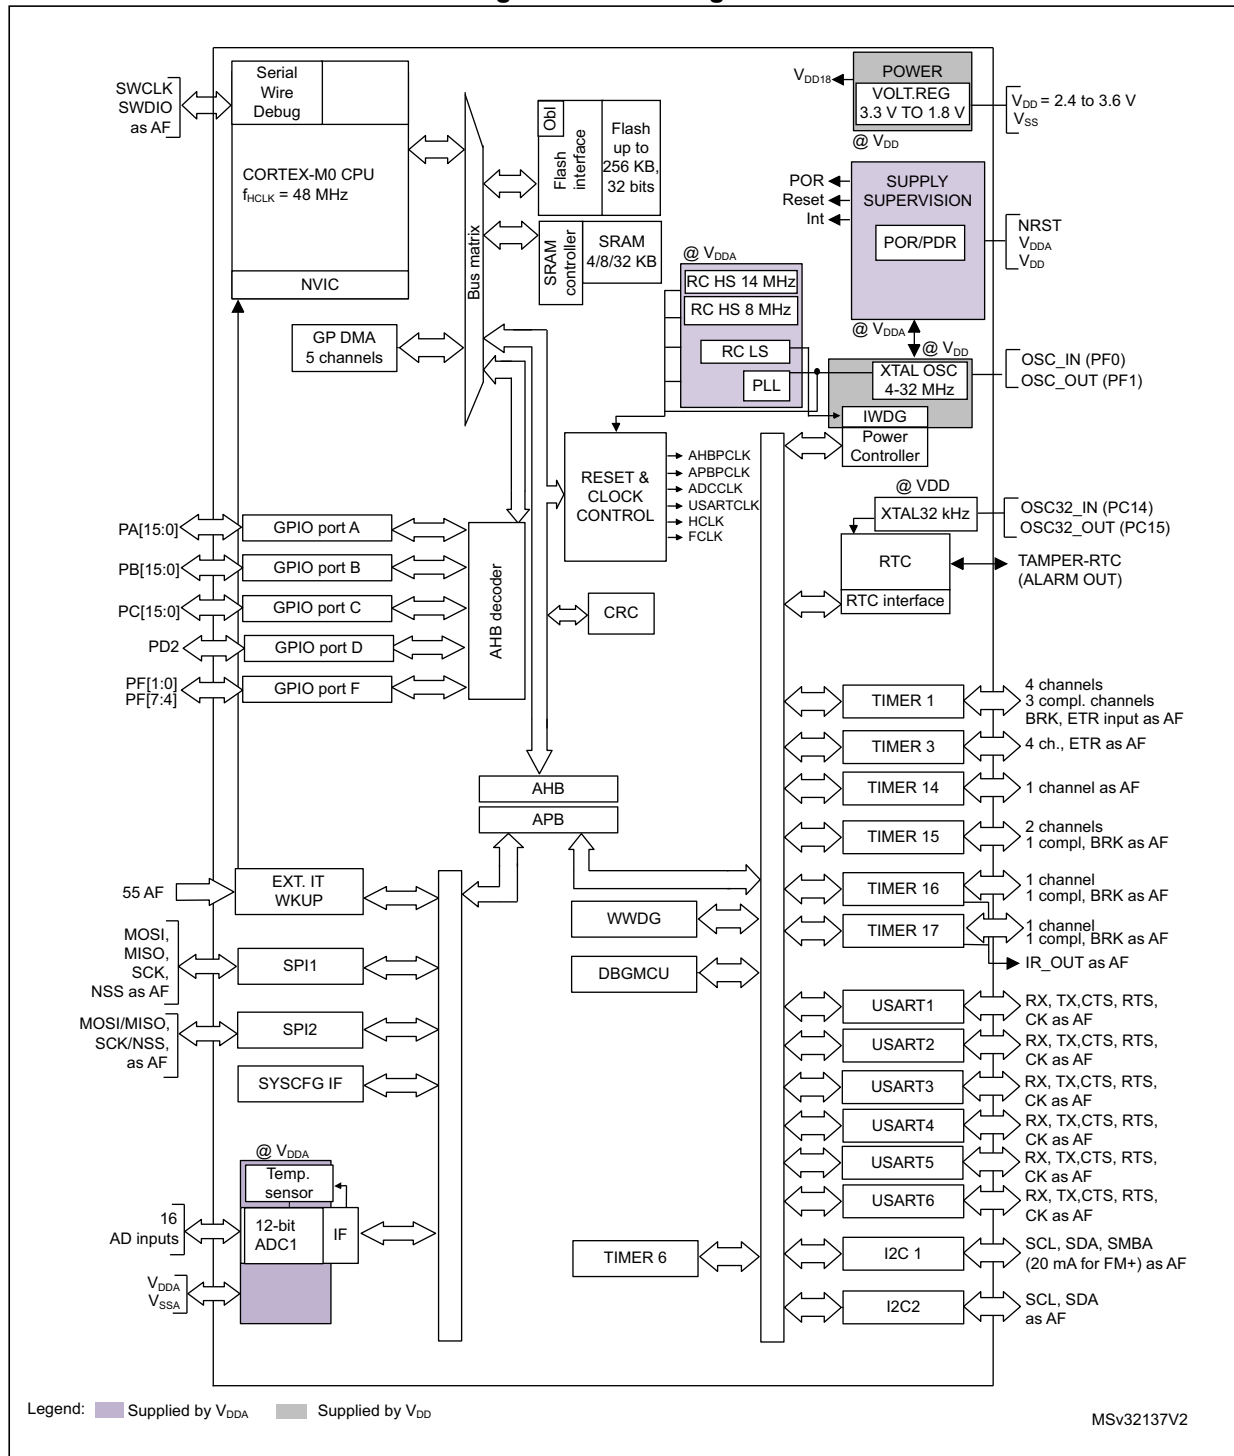 SWCLK
SWDIO
as AF
Serial
Wire
Debug
CORTEX-M0 CPU
fHCLK = 48 MHz
NVIC
Bus matrix
Obl
Flash
interface
Flash
up to
256 KB,
32 bits
SRAM
controller
SRAM
4/8/32 KB
VDD18
POWER
VOLT.REG
3.3 V TO 1.8 V
VDD = 2.4 to 3.6 V
VSS
@ VDD
POR
Reset
Int
SUPPLY
SUPERVISION
POR/PDR
NRST
VDDA
VDD
@ VDDA
RC HS 14 MHz
RC HS 8 MHz
RC LS
PLL
@ VDDA
@ VDD
XTAL OSC
4-32 MHz
OSC_IN (PF0)
OSC_OUT (PF1)
IWDG
Power
Controller
GP DMA
5 channels
RESET &
CLOCK
CONTROL
AHBPCLK
APBPCLK
ADCCLK
USARTCLK
HCLK
FCLK
@ VDD
XTAL32 kHz
OSC32_IN (PC14)
OSC32_OUT (PC15)
RTC
RTC interface
TAMPER-RTC
(ALARM OUT)
PA[15:0]
GPIO port A
PB[15:0]
GPIO port B
PC[15:0]
GPIO port C
PD2
GPIO port D
PF[1:0]
PF[7:4]
GPIO port F
AHB decoder
CRC
AHB
APB
TIMER 1
4 channels
3 compl. channels
BRK, ETR input as AF
TIMER 3
4 ch., ETR as AF
TIMER 14
1 channel as AF
TIMER 15
2 channels
1 compl, BRK as AF
TIMER 16
1 channel
1 compl, BRK as AF
TIMER 17
1 channel
1 compl, BRK as AF
IR_OUT as AF
55 AF
EXT. IT
WKUP
WWDG
DBGMCU
MOSI,
MISO,
SCK,
NSS as AF
SPI1
MOSI/MISO,
SCK/NSS,
as AF
SPI2
SYSCFG IF
USART1
RX, TX,CTS, RTS,
CK as AF
USART2
RX, TX,CTS, RTS,
CK as AF
USART3
RX, TX,CTS, RTS,
CK as AF
USART4
RX, TX,CTS, RTS,
CK as AF
USART5
RX, TX,CTS, RTS,
CK as AF
USART6
RX, TX,CTS, RTS,
CK as AF
@ VDDA
Temp.
sensor
16
AD inputs
12-bit
ADC1
IF
VDDA
VSSA
TIMER 6
I2C 1
SCL, SDA, SMBA
(20 mA for FM+) as AF
I2C2
SCL, SDA
as AF
Legend:
Supplied by VDDA
Supplied by VDD
MSv32137V2